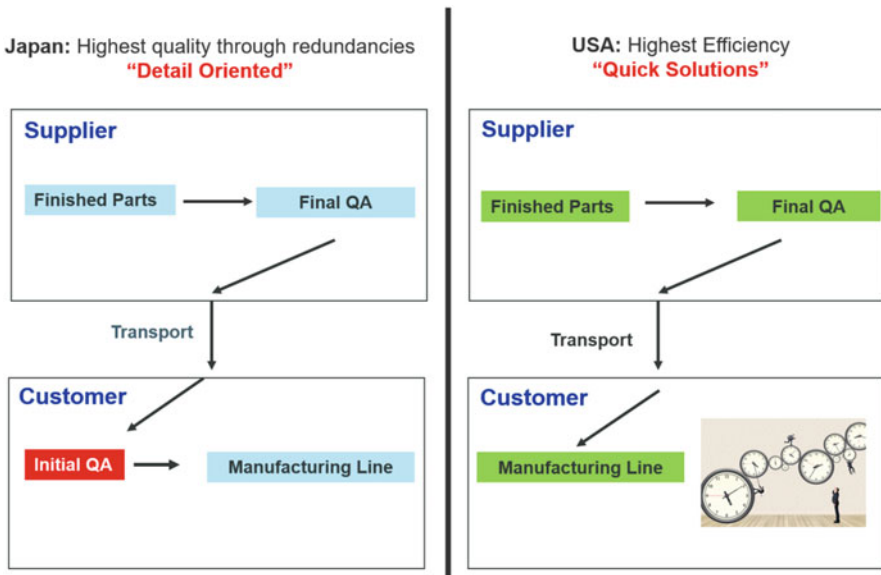 Japan: Highest quality through redundancies
“Detail Oriented”
Supplier
Finished Parts
Final QA
Transport
Customer
Initial QA
Manufacturing Line
USA: Highest Efficiency
“Quick Solutions”
Supplier
Finished Parts
Final QA
Transport
Customer
Manufacturing Line